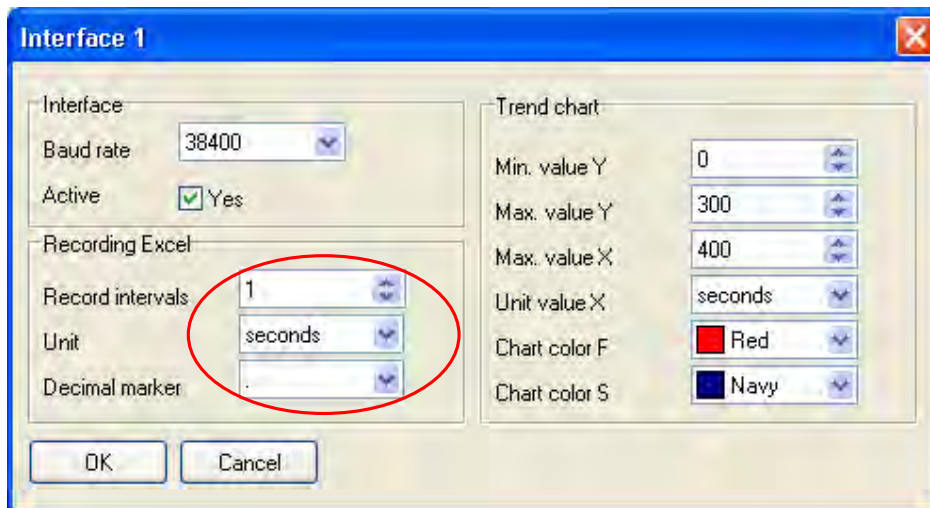 Interface 1
Interface
Baud rate 38400
Active Yes
Recording Excel
Record intervals 1
Unit seconds
Decimal marker .
OK Cancel
Trend chart
Min. value Y 0
Max. value Y 300
Max. value X 400
Unit value X seconds
Chart color F Red
Chart color S Navy